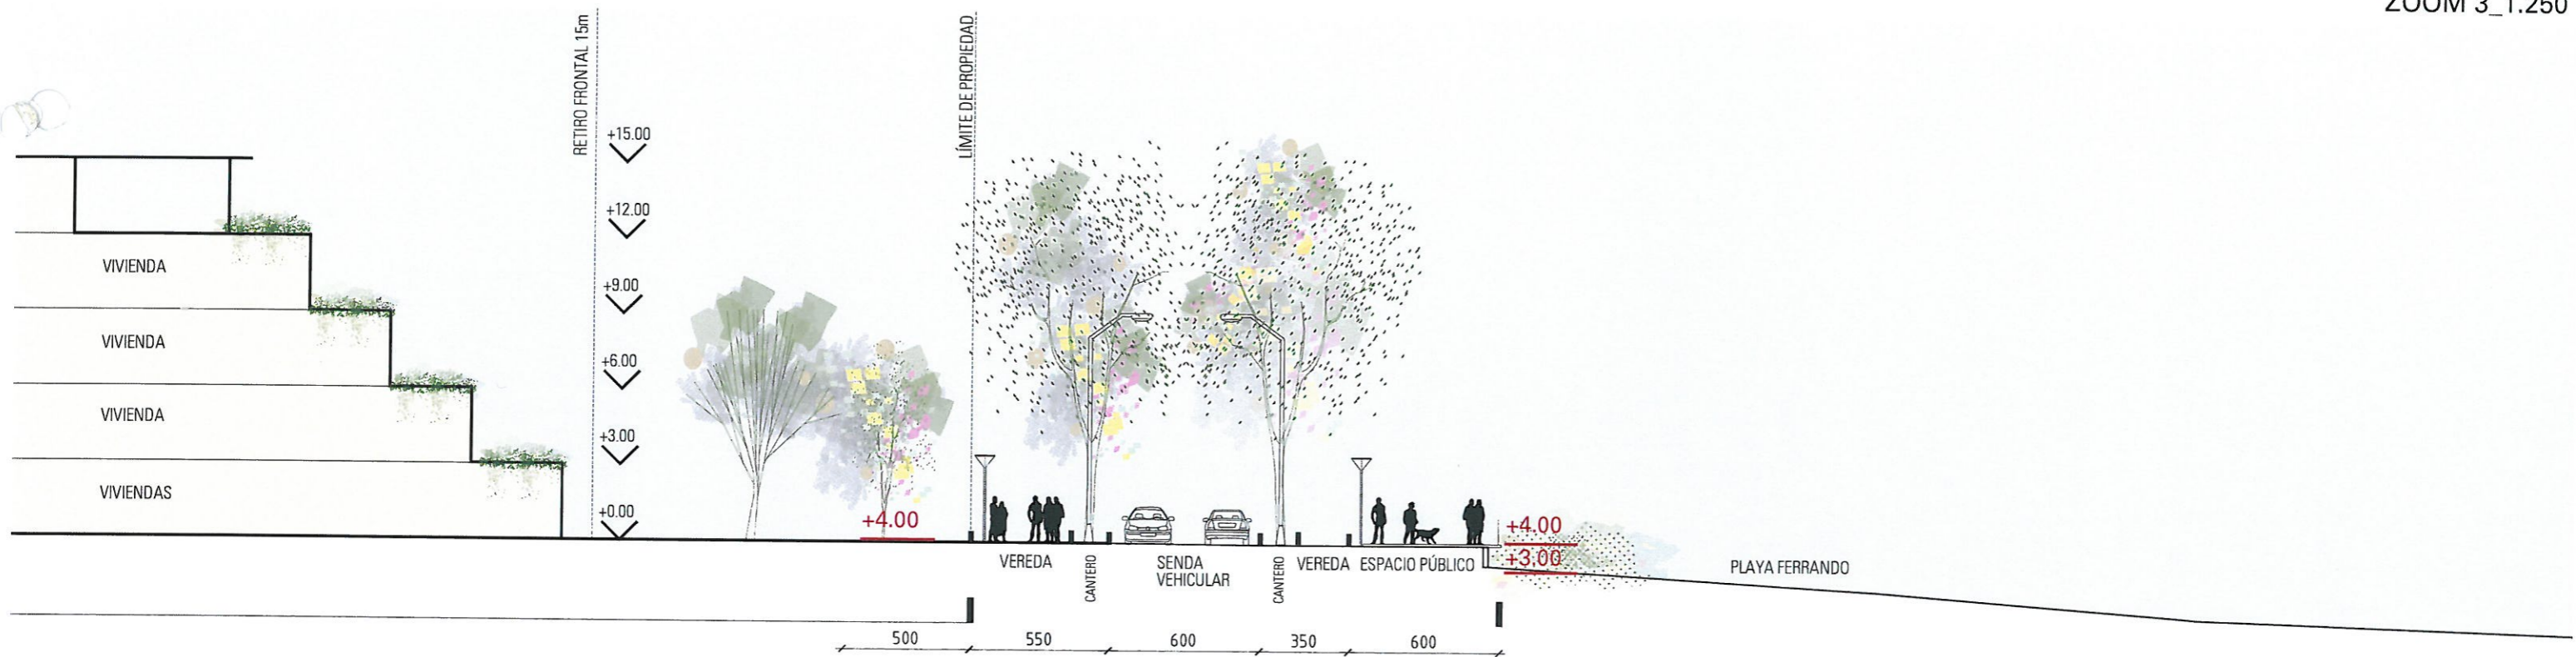 ZOOM 3_1:250
RETIRO FRONTAL 15m
LÍMITE DE PROPIEDAD
+15.00
+12.00
+9.00
+6.00
+3.00
+0.00
VIVIENDA
VIVIENDA
VIVIENDA
VIVIENDAS
+4.00
+4.00
+3.00
VEREDA
CANTERO
SENDA
VEHICULAR
CANTERO
VEREDA
ESPACIO PÚBLICO
PLAYA FERRANDO
500
550
600
350
600